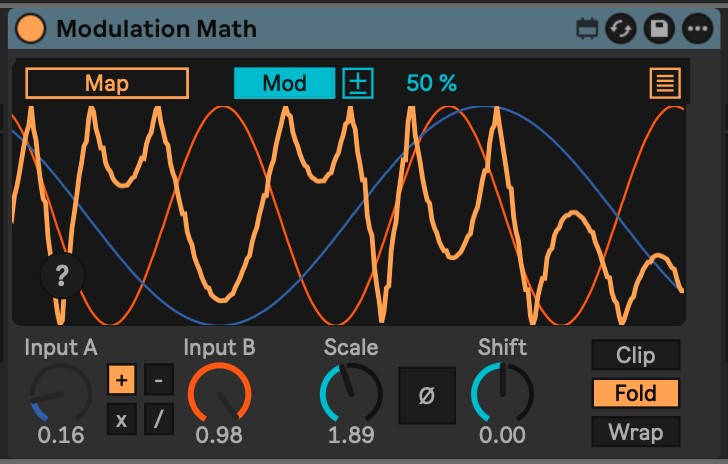 Modulation Math
Map Mod ± 50 %
?
Input A Input B Scale Shift
+ -
x /
Ø
0.16 0.98 1.89 0.00
Clip
Fold
Wrap